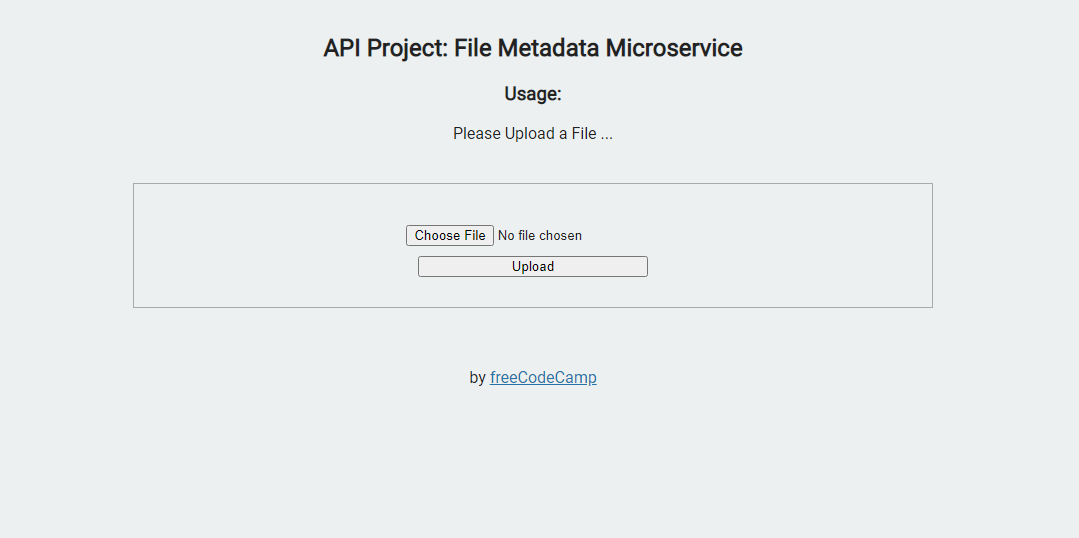 API Project: File Metadata Microservice
Usage:
Please Upload a File ...
Choose File No file chosen
Upload
by freeCodeCamp